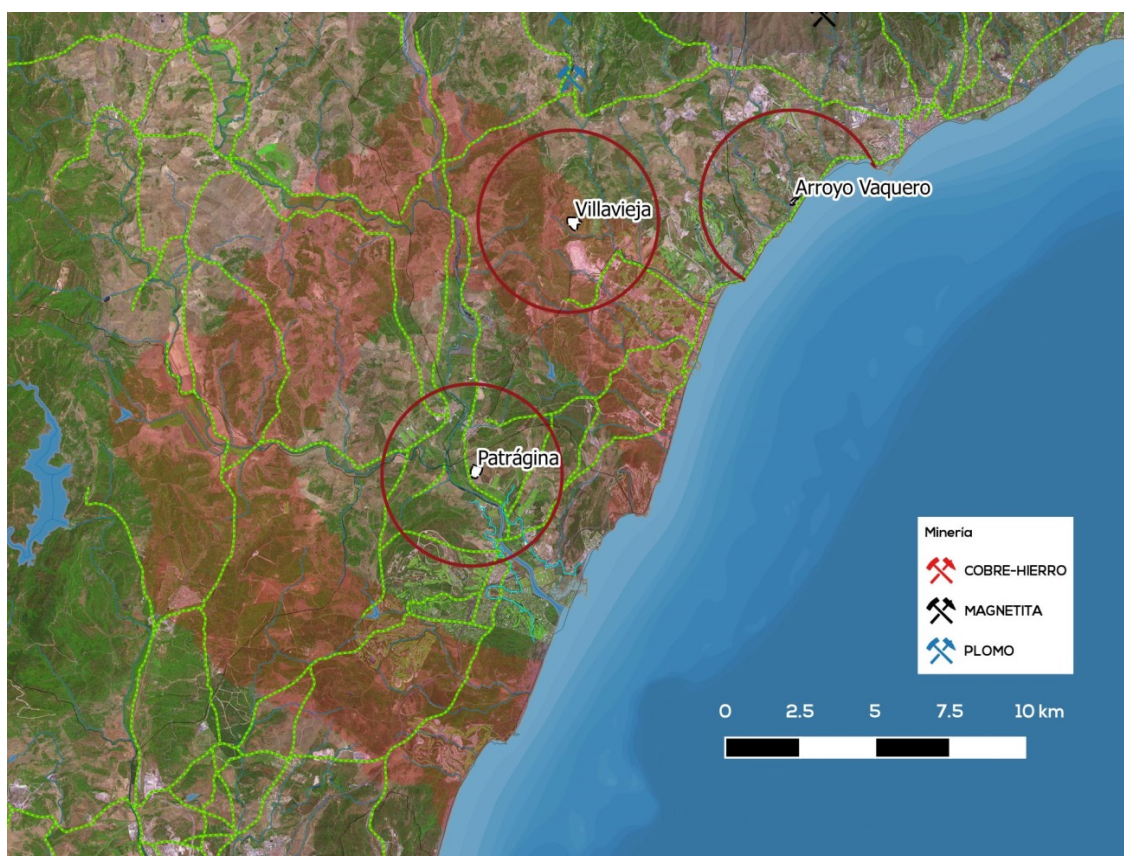 Villavieja
Arroyo Vaquero
Patrágina
Minería
COBRE-HIERRO
MAGNETITA
PLOMO
0 2.5 5 7.5 10 km